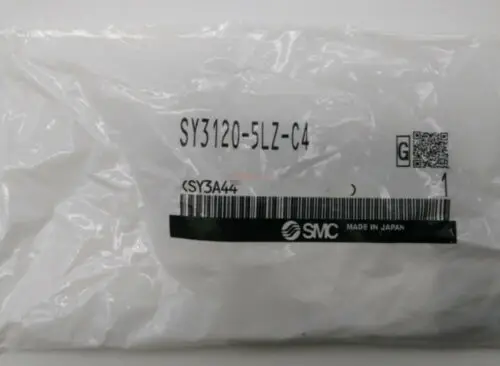 SY3120-5LZ-C4
G
(SY3A44 )
1
SMC MADE IN JAPAN